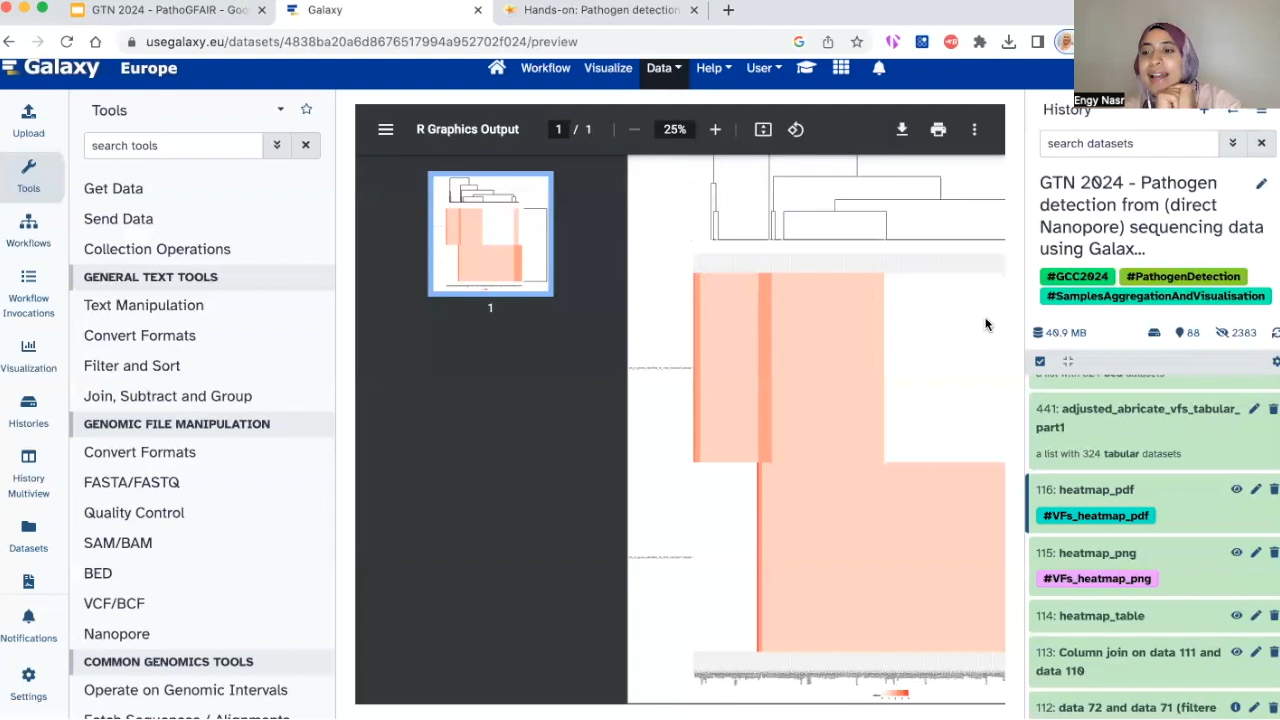 GTN 2024 - PathoGFAIR - Goo
Galaxy
Hands-on: Pathogen detection
usegalaxy.eu/datasets/4838ba20a6d8676517994a952702f024/preview
Galaxy Europe
Workflow Visualize Data Help User
Engy Nasr
Upload
Tools
Workflows
Workflow Invocations
Visualization
Histories
History Multiview
Datasets
Notifications
Settings
Tools
search tools
Get Data
Send Data
Collection Operations
GENERAL TEXT TOOLS
Text Manipulation
Convert Formats
Filter and Sort
Join, Subtract and Group
GENOMIC FILE MANIPULATION
Convert Formats
FASTA/FASTQ
Quality Control
SAM/BAM
BED
VCF/BCF
Nanopore
COMMON GENOMICS TOOLS
Operate on Genomic Intervals
Fetch Sequences / Alignments
R Graphics Output
1 / 1
25%
1
History
search datasets
GTN 2024 - Pathogen
detection from (direct
Nanopore) sequencing data
using Galax...
#GCC2024 #PathogenDetection
#SamplesAggregationAndVisualisation
40.9 MB 88 2383
441: adjusted_abricate_vfs_tabular_
part1
a list with 324 tabular datasets
116: heatmap_pdf
#VFs_heatmap_pdf
115: heatmap_png
#VFs_heatmap_png
114: heatmap_table
113: Column join on data 111 and
data 110
112: data 72 and data 71 (filtere